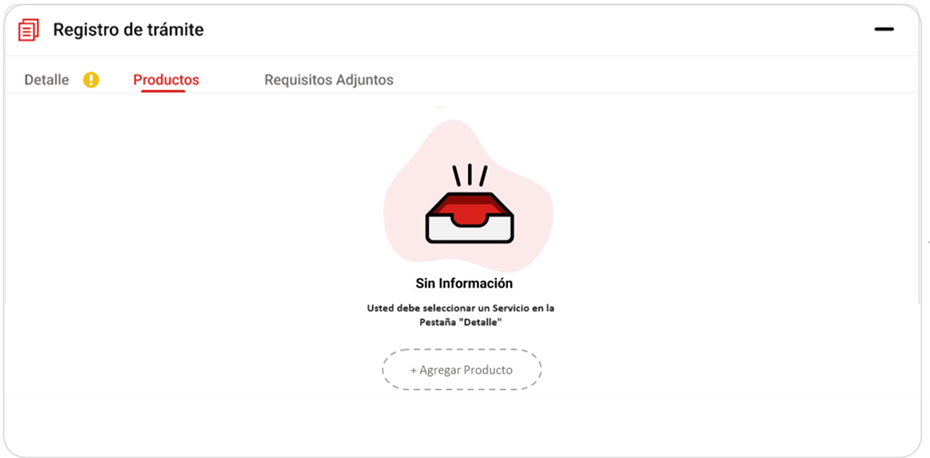 Registro de trámite
Detalle
Productos
Requisitos Adjuntos
Sin Información
Usted debe seleccionar un Servicio en la
Pestaña "Detalle"
+ Agregar Producto